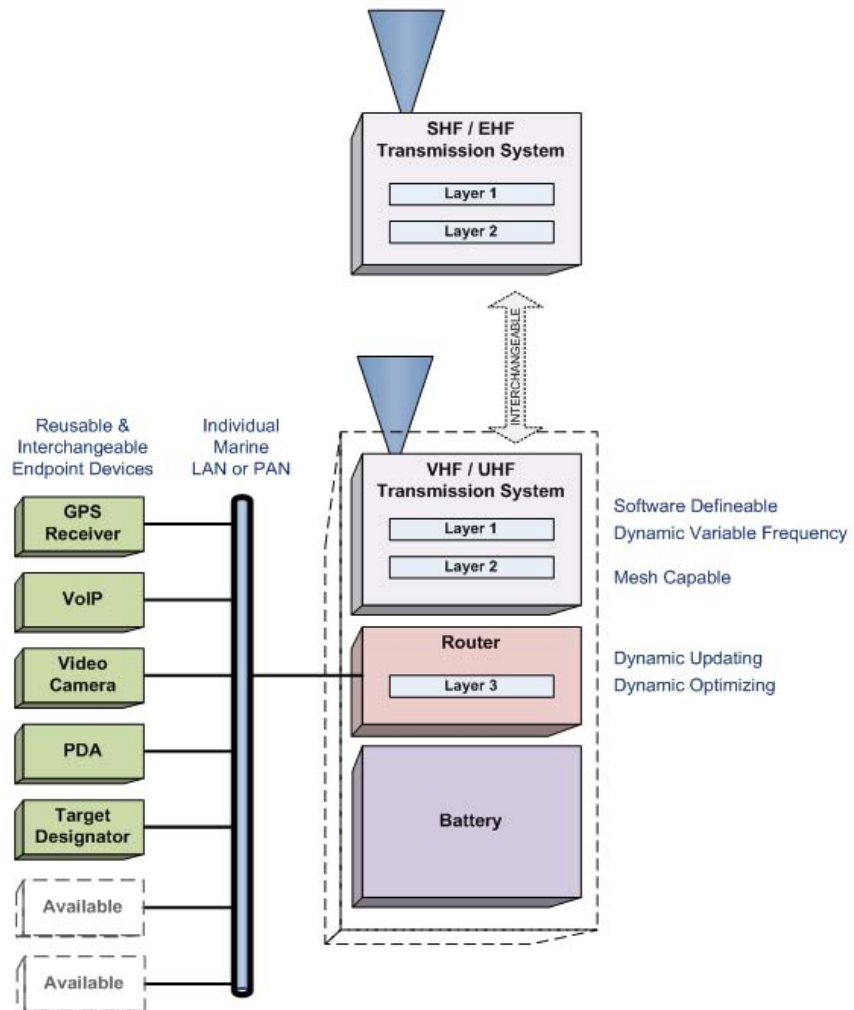 SHF / EHF
Transmission System
Layer 1
Layer 2
INTERCHANGEABLE
Reusable &
Interchangeable
Endpoint Devices
Individual
Marine
LAN or PAN
GPS
Receiver
VoIP
Video
Camera
PDA
Target
Designator
Available
Available
VHF / UHF
Transmission System
Layer 1
Layer 2
Software Defineable
Dynamic Variable Frequency
Mesh Capable
Router
Layer 3
Dynamic Updating
Dynamic Optimizing
Battery